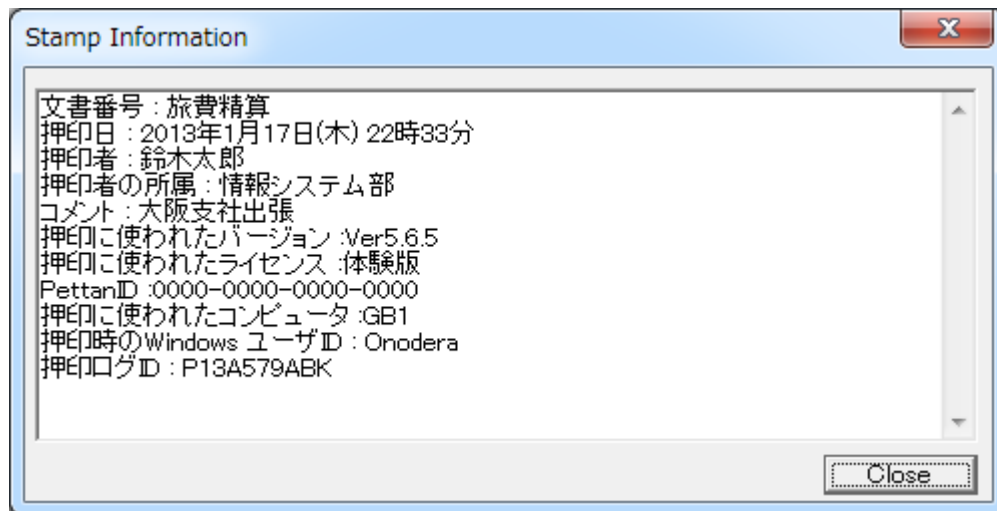 Stamp Information
文書番号：旅費精算
押印日：2013年1月17日(木) 22時33分
押印者：鈴木太郎
押印者の所属：情報システム部
コメント：大阪支社出張
押印に使われたバージョン:Ver5.6.5
押印に使われたライセンス:体験版
PettanID:0000-0000-0000-0000
押印に使われたコンピュータ:GB1
押印時のWindows ユーザID：Onodera
押印ログID：P13A579ABK
Close